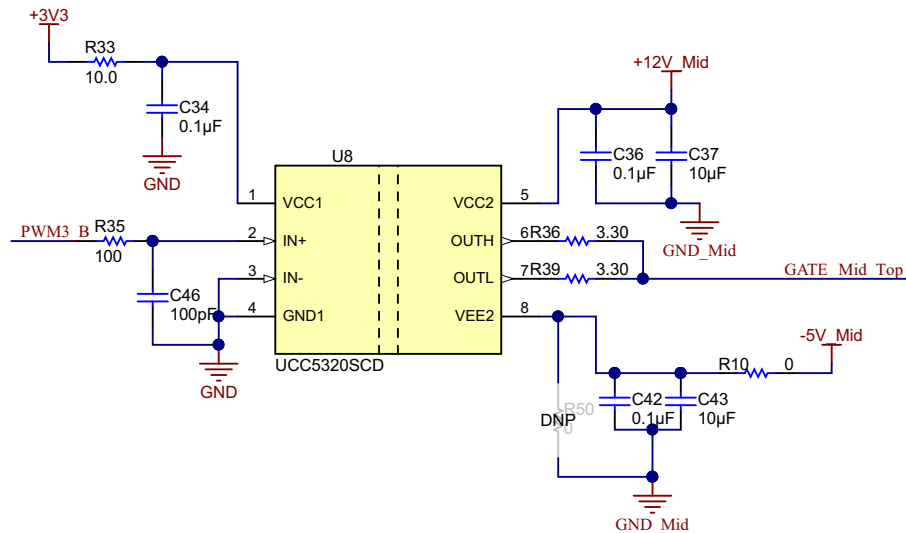 +3V3
R33
10.0
C34
0.1µF
GND
+12V_Mid
C36
0.1µF
C37
10µF
GND_Mid
U8
1
VCC1
VCC2
5
PWM3_B
R35
100
2
IN+
OUTH
6
R36
3.30
3
IN-
OUTL
7
R39
3.30
GATE_Mid_Top
C46
100pF
4
GND1
VEE2
8
UCC5320SCD
GND
-5V_Mid
R10
0
R50
0
DNP
C42
0.1µF
C43
10µF
GND_Mid